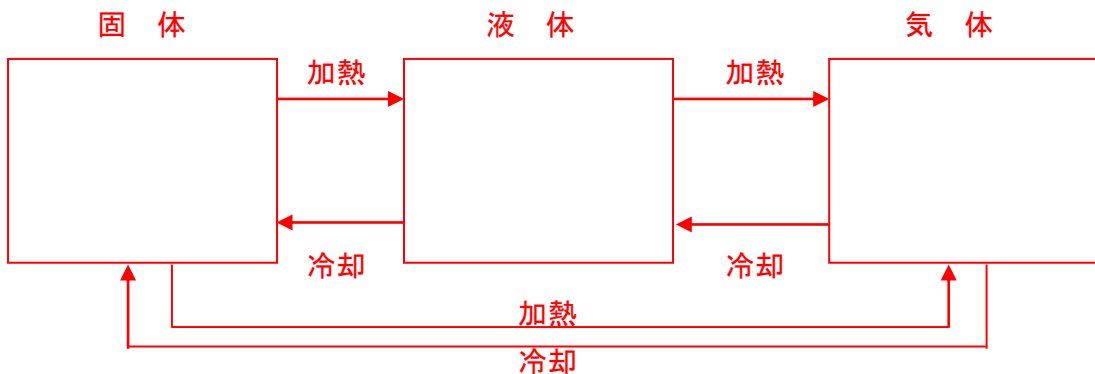 固　体　　液　体　　気　体
加熱　　加熱
冷却　　冷却
加熱
冷却